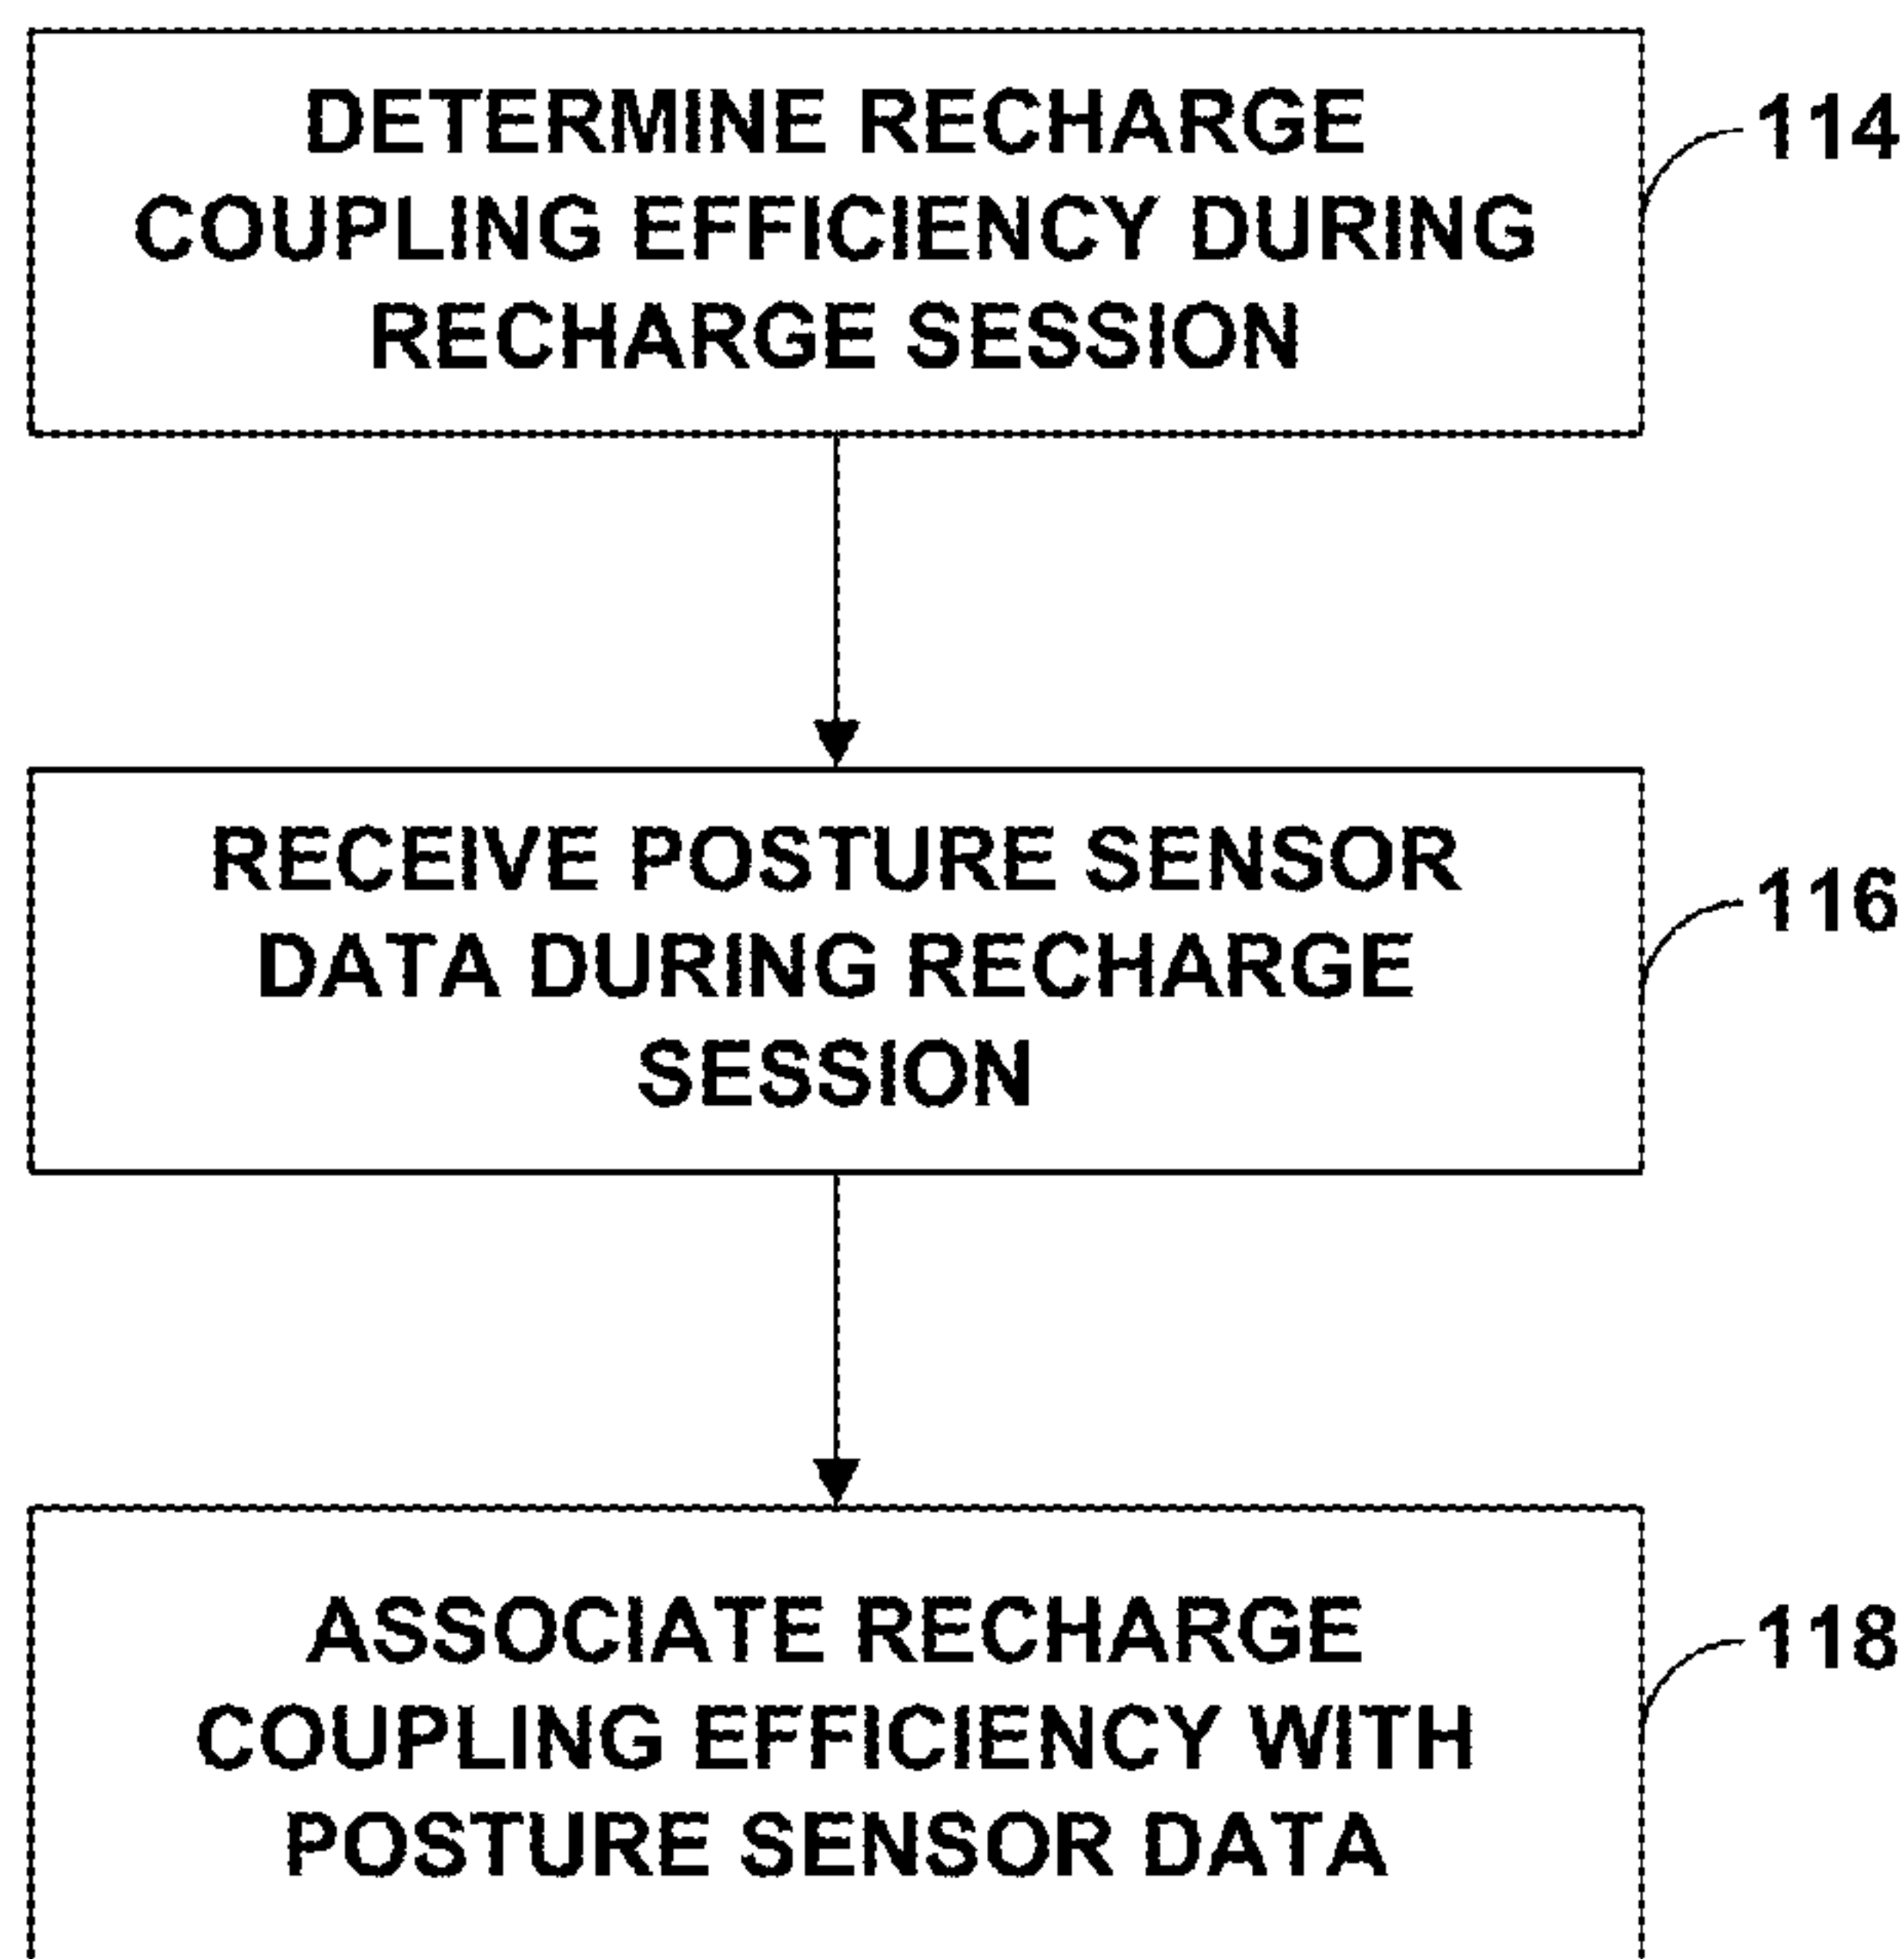 DETERMINE RECHARGE
COUPLING EFFICIENCY DURING
RECHARGE SESSION
114
RECEIVE POSTURE SENSOR
DATA DURING RECHARGE
SESSION
116
ASSOCIATE RECHARGE
COUPLING EFFICIENCY WITH
POSTURE SENSOR DATA
118